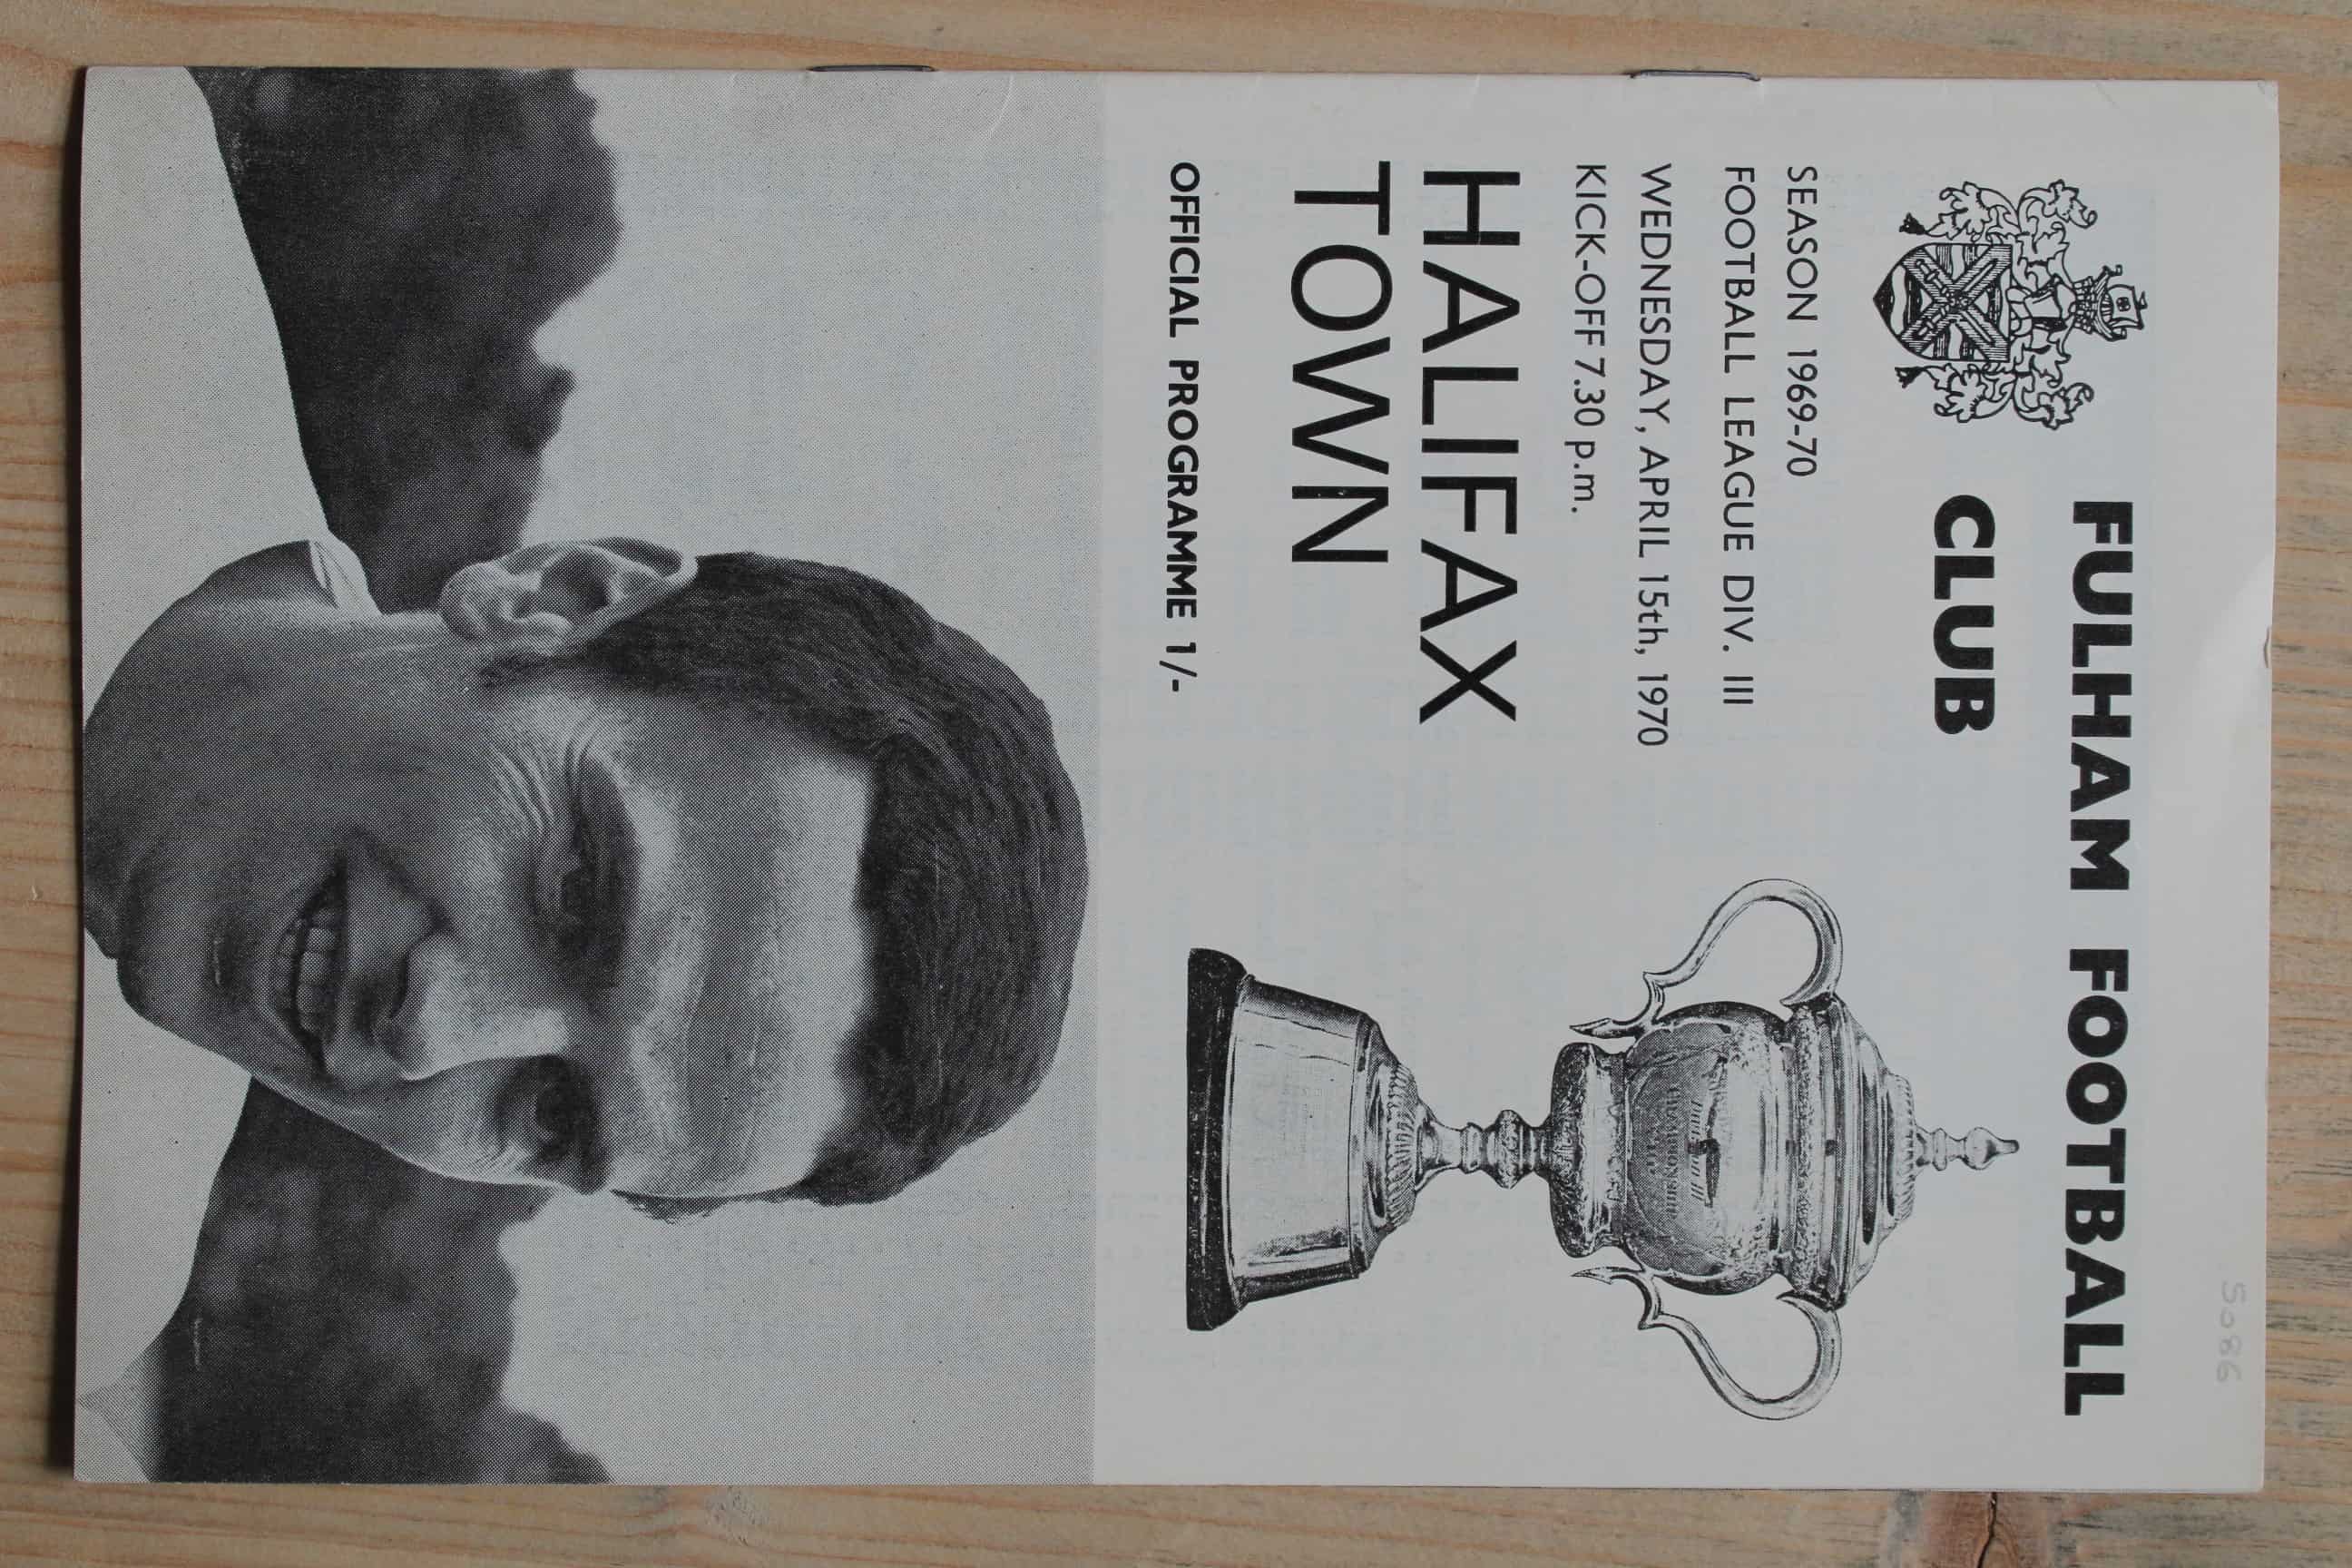 5086
FULHAM FOOTBALL
CLUB
SEASON 1969-70
FOOTBALL LEAGUE DIV. III
WEDNESDAY, APRIL 15th, 1970
KICK-OFF 7.30 p.m.
HALIFAX
TOWN
OFFICIAL PROGRAMME 1/-